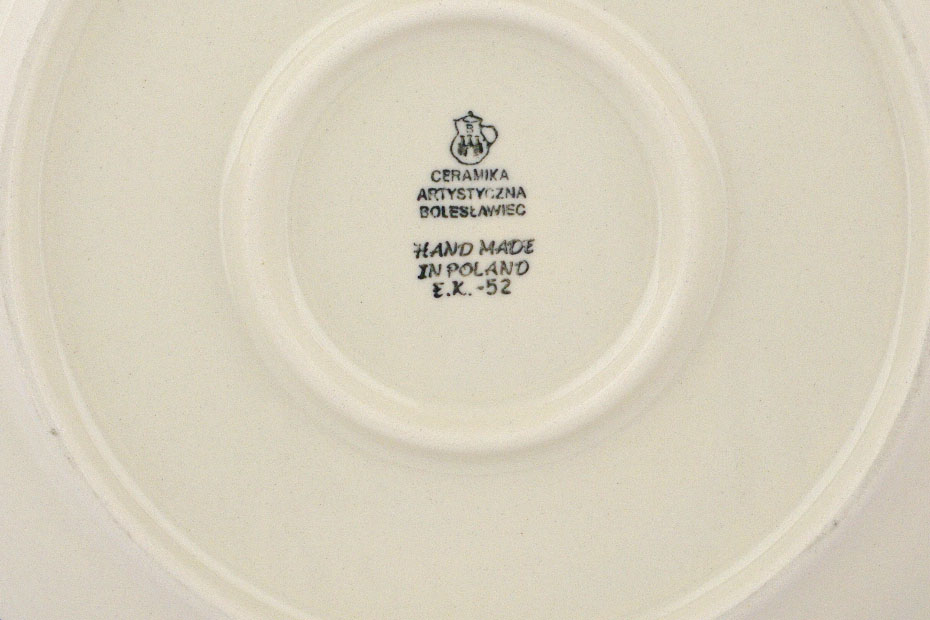 B
CERAMIKA
ARTYSTYCZNA
BOLESŁAWIEC
HAND MADE
IN POLAND
E.K. -52